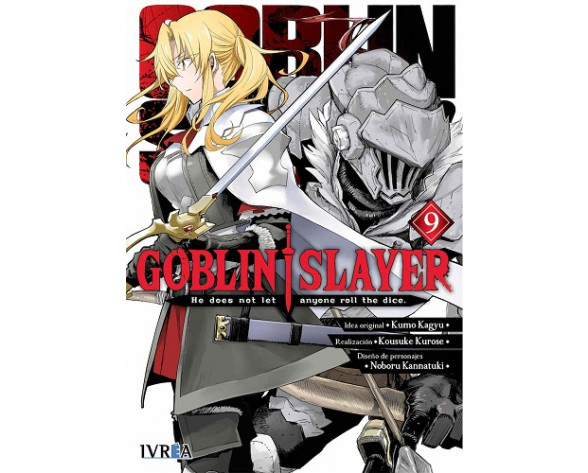 GOBLIN
9
GOBLIN SLAYER
He does not let anyone roll the dice.
Idea original • Kumo Kagyu •
Realización • Kousuke Kurose •
Diseño de personajes
• Noboru Kannatuki •
IVREA